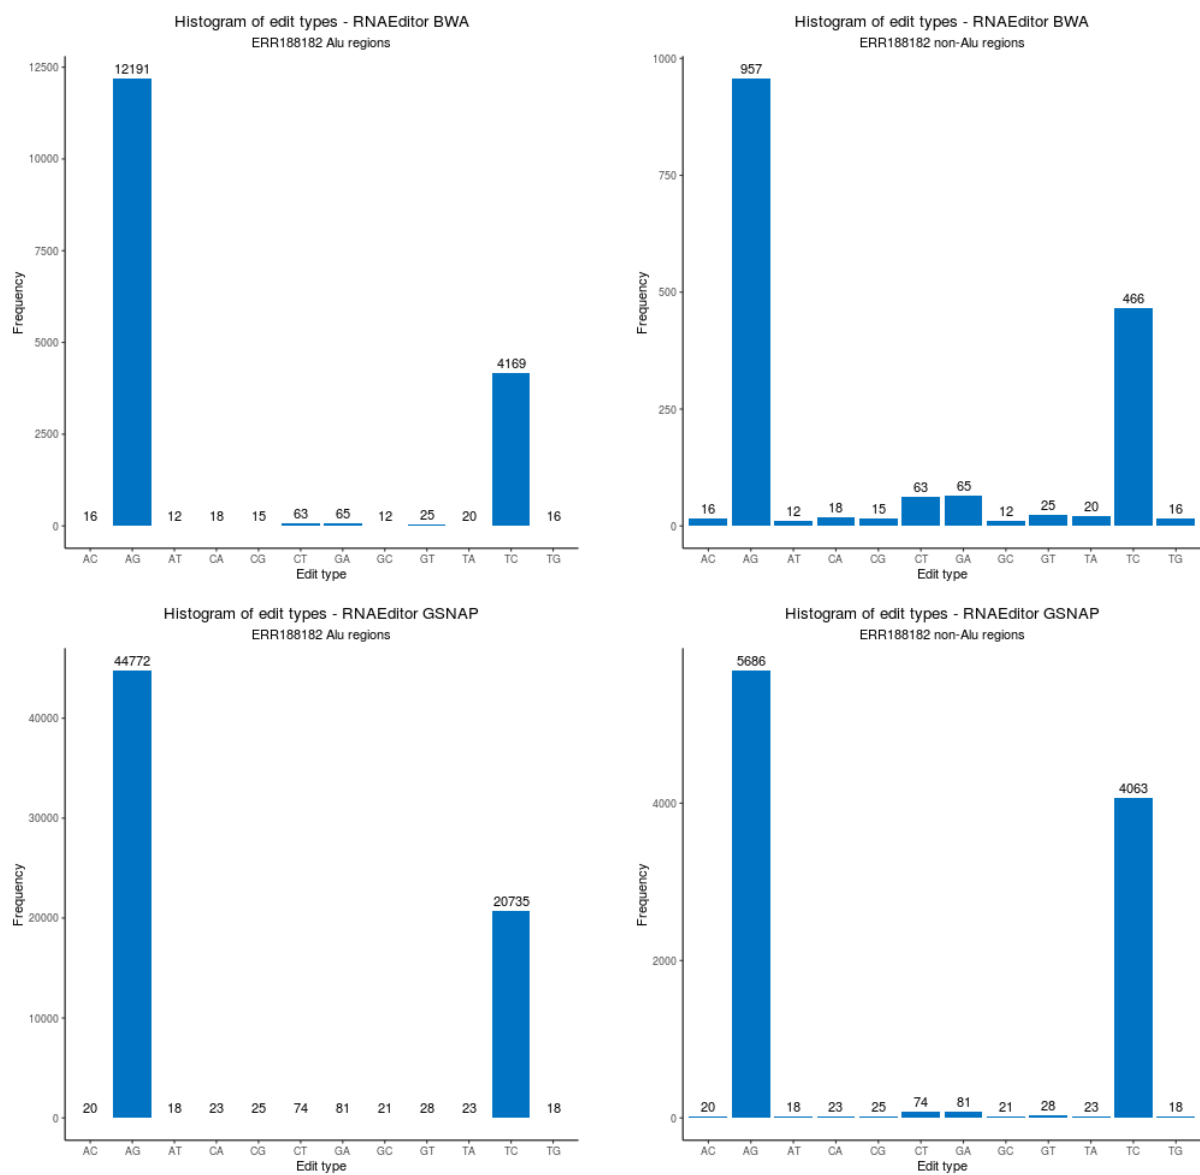 Histogram of edit types - RNAEditor BWA
ERR188182 Alu regions
Frequency
12500
10000
7500
5000
2500
0
16 12191 12 18 15 63 65 12 25 20 4169 16
AC AG AT CA CG CT GA GC GT TA TC TG
Edit type
Histogram of edit types - RNAEditor BWA
ERR188182 non-Alu regions
Frequency
1000
750
500
250
0
16 957 12 18 15 63 65 12 25 20 466 16
AC AG AT CA CG CT GA GC GT TA TC TG
Edit type
Histogram of edit types - RNAEditor GSNAP
ERR188182 Alu regions
Frequency
40000
30000
20000
10000
0
20 44772 18 23 25 74 81 21 28 23 20735 18
AC AG AT CA CG CT GA GC GT TA TC TG
Edit type
Histogram of edit types - RNAEditor GSNAP
ERR188182 non-Alu regions
Frequency
4000
2000
0
20 5686 18 23 25 74 81 21 28 23 4063 18
AC AG AT CA CG CT GA GC GT TA TC TG
Edit type